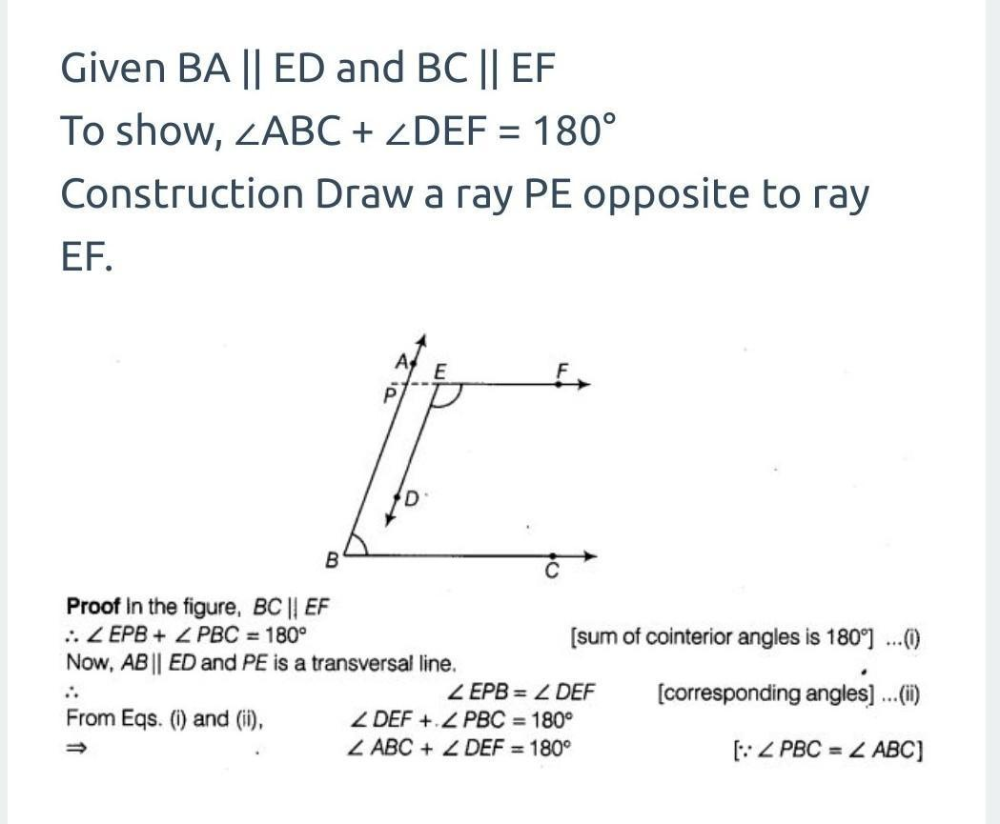 Given BA || ED and BC || EF
To show, ∠ABC + ∠DEF = 180°
Construction Draw a ray PE opposite to ray
EF.
A
E
F
P
D
B
C
Proof In the figure, BC || EF
∴ ∠ EPB + ∠ PBC = 180° [sum of cointerior angles is 180°] ...(i)
Now, AB || ED and PE is a transversal line.
∴ ∠ EPB = ∠ DEF [corresponding angles] ...(ii)
From Eqs. (i) and (ii), ∠ DEF + ∠ PBC = 180°
⇒ ∠ ABC + ∠ DEF = 180° [∵ ∠ PBC = ∠ ABC]